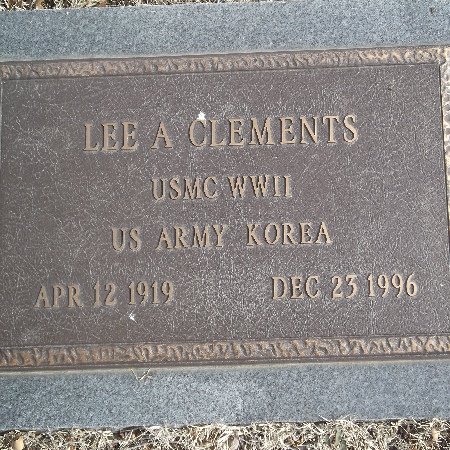 LEE A CLEMENTS
USMC WWII
US ARMY KOREA
APR 12 1919 DEC 23 1996